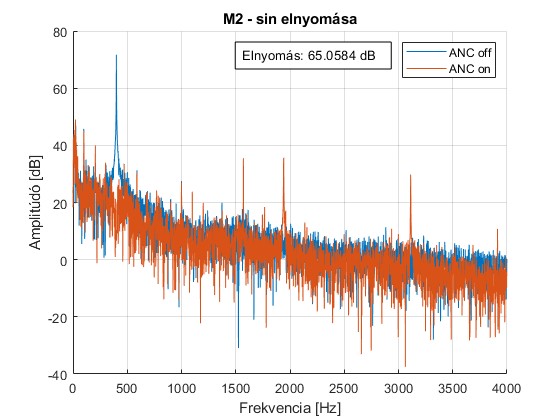 M2 - sin elnyomása
Elnyomás: 65.0584 dB
ANC off
ANC on
80
60
40
20
0
-20
-40
Amplitúdó [dB]
0 500 1000 1500 2000 2500 3000 3500 4000
Frekvencia [Hz]